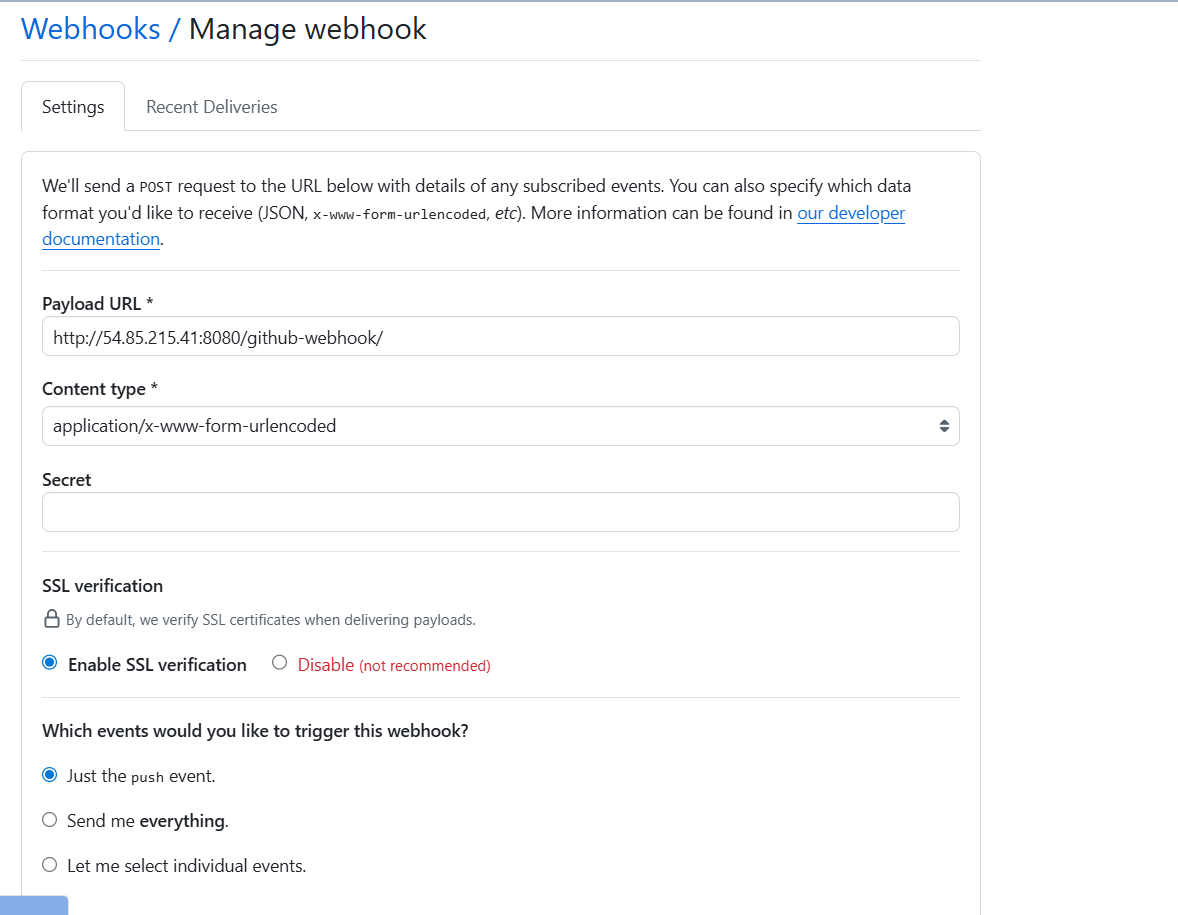 Webhooks / Manage webhook
Settings
Recent Deliveries
We'll send a POST request to the URL below with details of any subscribed events. You can also specify which data
format you'd like to receive (JSON, x-www-form-urlencoded, etc). More information can be found in our developer
documentation.
Payload URL *
http://54.85.215.41:8080/github-webhook/
Content type *
application/x-www-form-urlencoded
Secret
SSL verification
By default, we verify SSL certificates when delivering payloads.
Enable SSL verification
Disable (not recommended)
Which events would you like to trigger this webhook?
Just the push event.
Send me everything.
Let me select individual events.